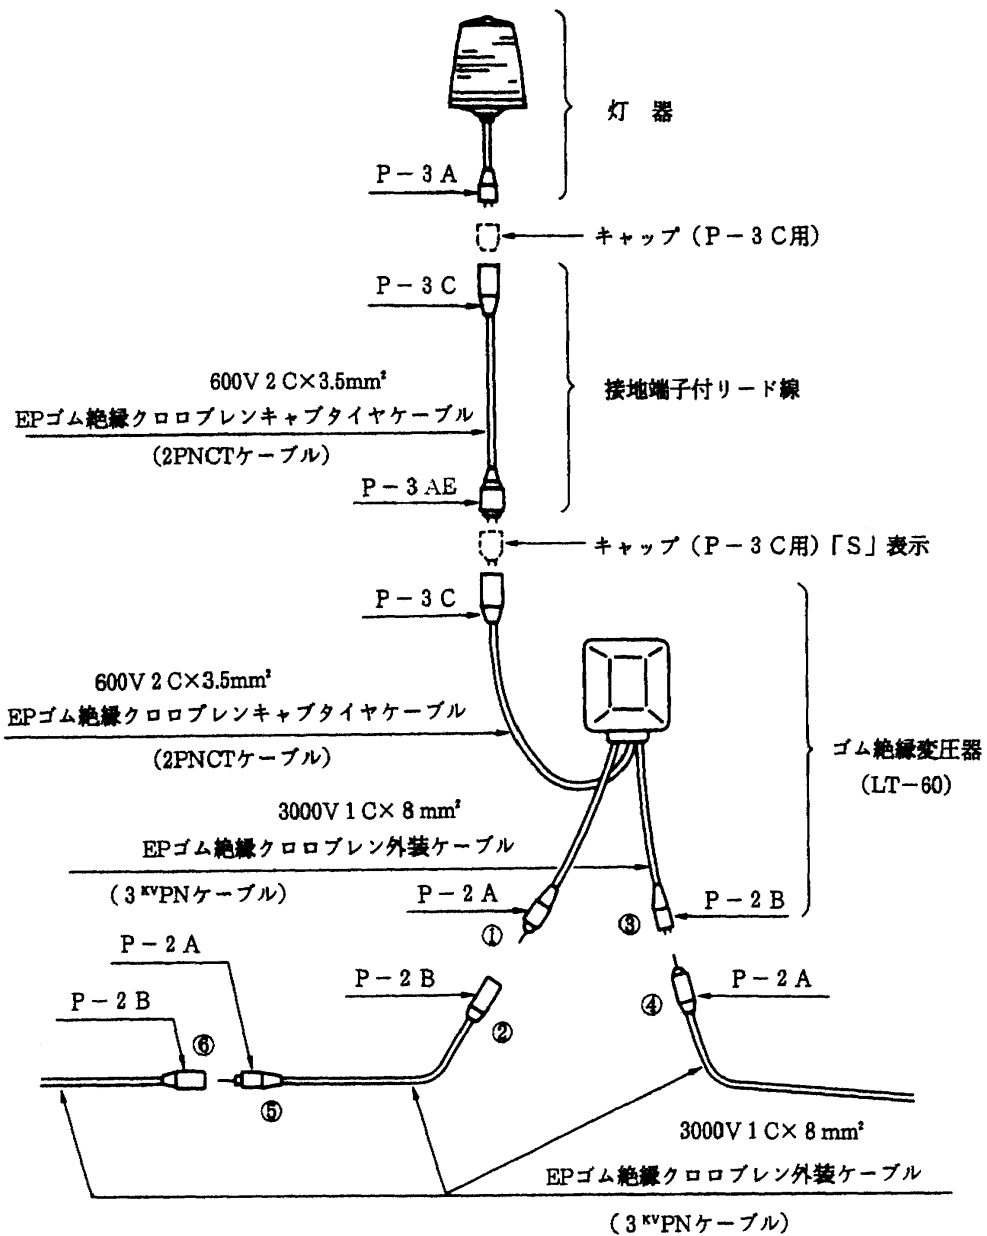 灯 器
P-3A
キャップ(P-3C用)
P-3C
600V 2C×3.5mm²
EPゴム絶縁クロロプレンキャブタイヤケーブル
(2PNCTケーブル)
接地端子付リード線
P-3AE
キャップ(P-3C用)「S」表示
P-3C
600V 2C×3.5mm²
EPゴム絶縁クロロプレンキャブタイヤケーブル
(2PNCTケーブル)
ゴム絶縁変圧器
(LT-60)
3000V 1C×8mm²
EPゴム絶縁クロロプレン外装ケーブル
(3ᴷⱽPNケーブル)
P-2A
①
③
P-2B
P-2A
P-2B
P-2B
②
④
P-2A
⑥
⑤
3000V 1C×8mm²
EPゴム絶縁クロロプレン外装ケーブル
(3ᴷⱽPNケーブル)